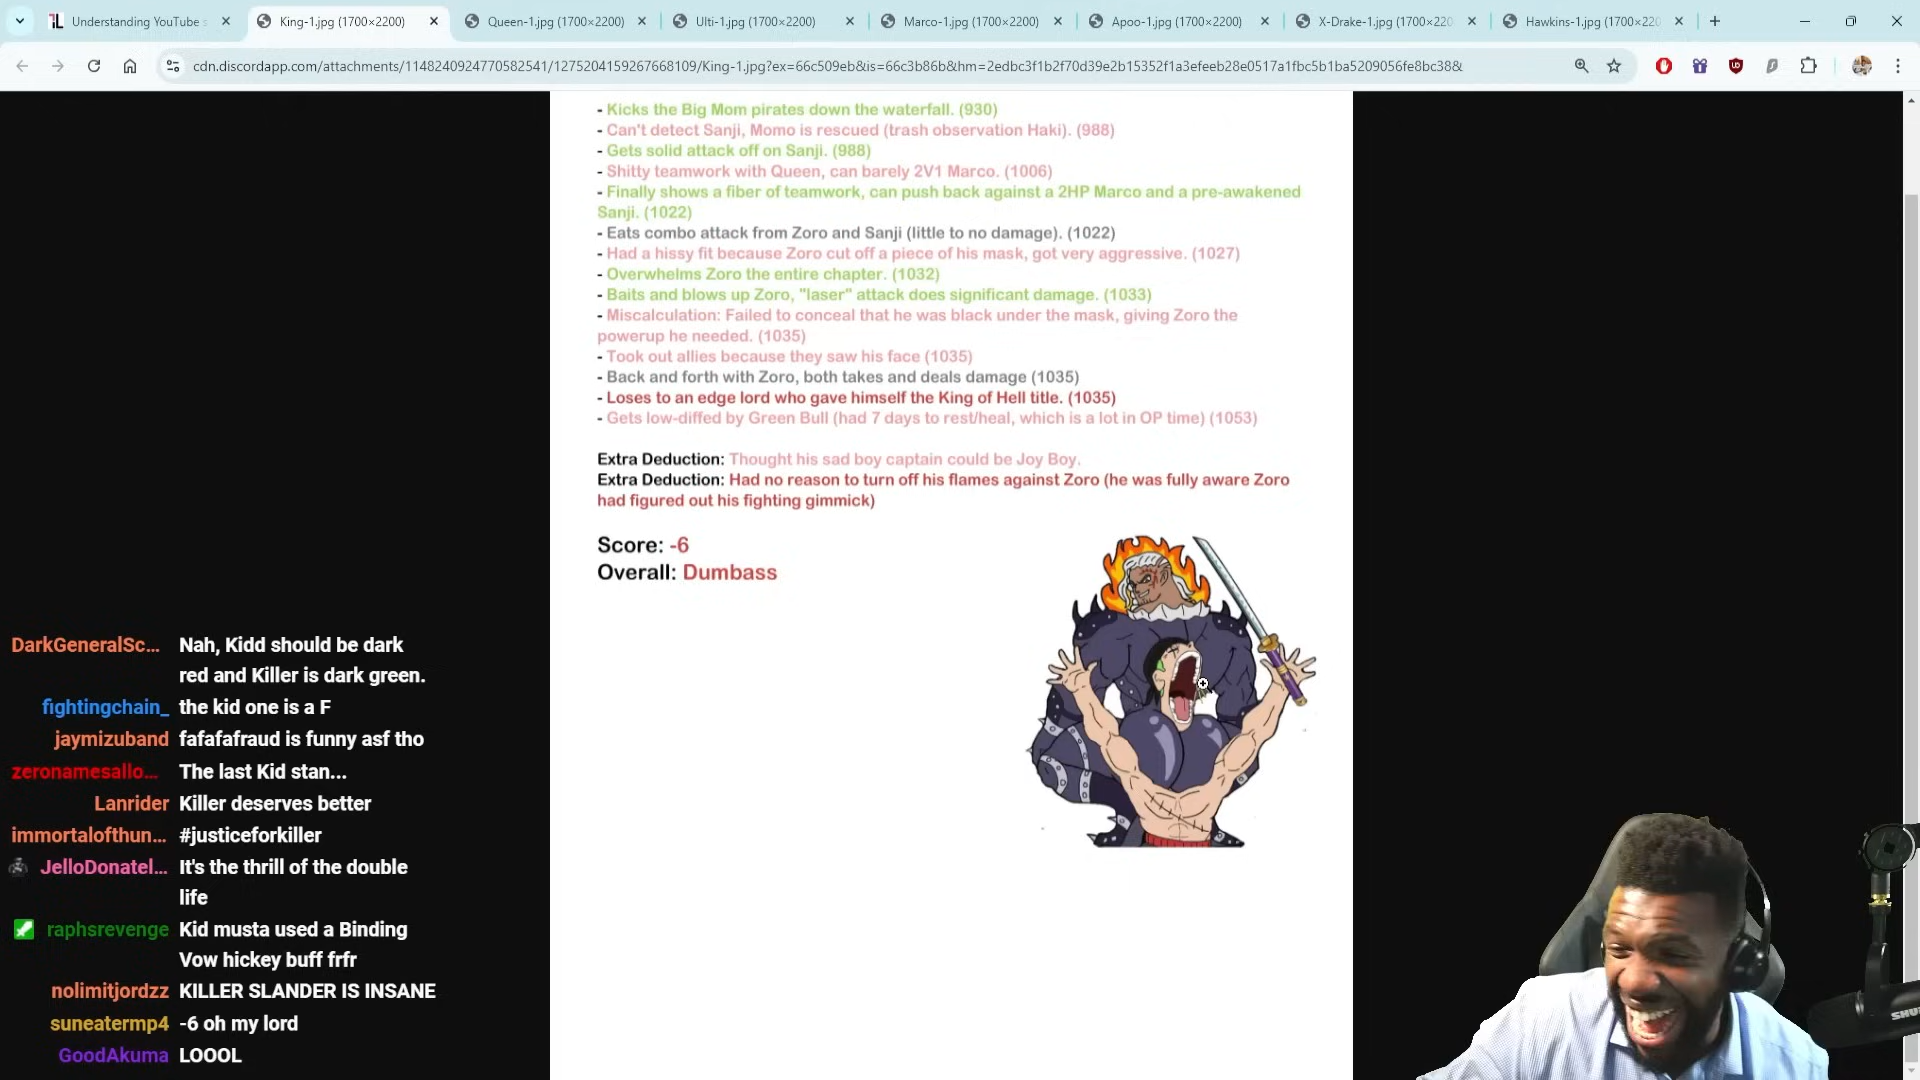 Understanding YouTube s
King-1.jpg (1700×2200)
Queen-1.jpg (1700×2200)
Ulti-1.jpg (1700×2200)
Marco-1.jpg (1700×2200)
Apoo-1.jpg (1700×2200)
X-Drake-1.jpg (1700×220
Hawkins-1.jpg (1700×220
cdn.discordapp.com/attachments/1148240924770582541/1275204159267668109/King-1.jpg?ex=66c509eb&is=66c3b86b&hm=2edbc3f1b2f70d39e2b15352f1a3efeeb28e0517a1fbc5b1ba5209056fe8bc38&
- Kicks the Big Mom pirates down the waterfall. (930)
- Can't detect Sanji, Momo is rescued (trash observation Haki). (988)
- Gets solid attack off on Sanji. (988)
- Shitty teamwork with Queen, can barely 2V1 Marco. (1006)
- Finally shows a fiber of teamwork, can push back against a 2HP Marco and a pre-awakened
Sanji. (1022)
- Eats combo attack from Zoro and Sanji (little to no damage). (1022)
- Had a hissy fit because Zoro cut off a piece of his mask, got very aggressive. (1027)
- Overwhelms Zoro the entire chapter. (1032)
- Baits and blows up Zoro, "laser" attack does significant damage. (1033)
- Miscalculation: Failed to conceal that he was black under the mask, giving Zoro the
powerup he needed. (1035)
- Took out allies because they saw his face (1035)
- Back and forth with Zoro, both takes and deals damage (1035)
- Loses to an edge lord who gave himself the King of Hell title. (1035)
- Gets low-diffed by Green Bull (had 7 days to rest/heal, which is a lot in OP time) (1053)
Extra Deduction: Thought his sad boy captain could be Joy Boy.
Extra Deduction: Had no reason to turn off his flames against Zoro (he was fully aware Zoro
had figured out his fighting gimmick)
Score: -6
Overall: Dumbass
DarkGeneralSc... Nah, Kidd should be dark
red and Killer is dark green.
fightingchain_ the kid one is a F
jaymizuband fafafafraud is funny asf tho
zeronamesallo... The last Kid stan...
Lanrider Killer deserves better
immortalofthun... #justiceforkiller
JelloDonatel... It's the thrill of the double
life
raphsrevenge Kid musta used a Binding
Vow hickey buff frfr
nolimitjordzz KILLER SLANDER IS INSANE
suneatermp4 -6 oh my lord
GoodAkuma LOOOL
SHU